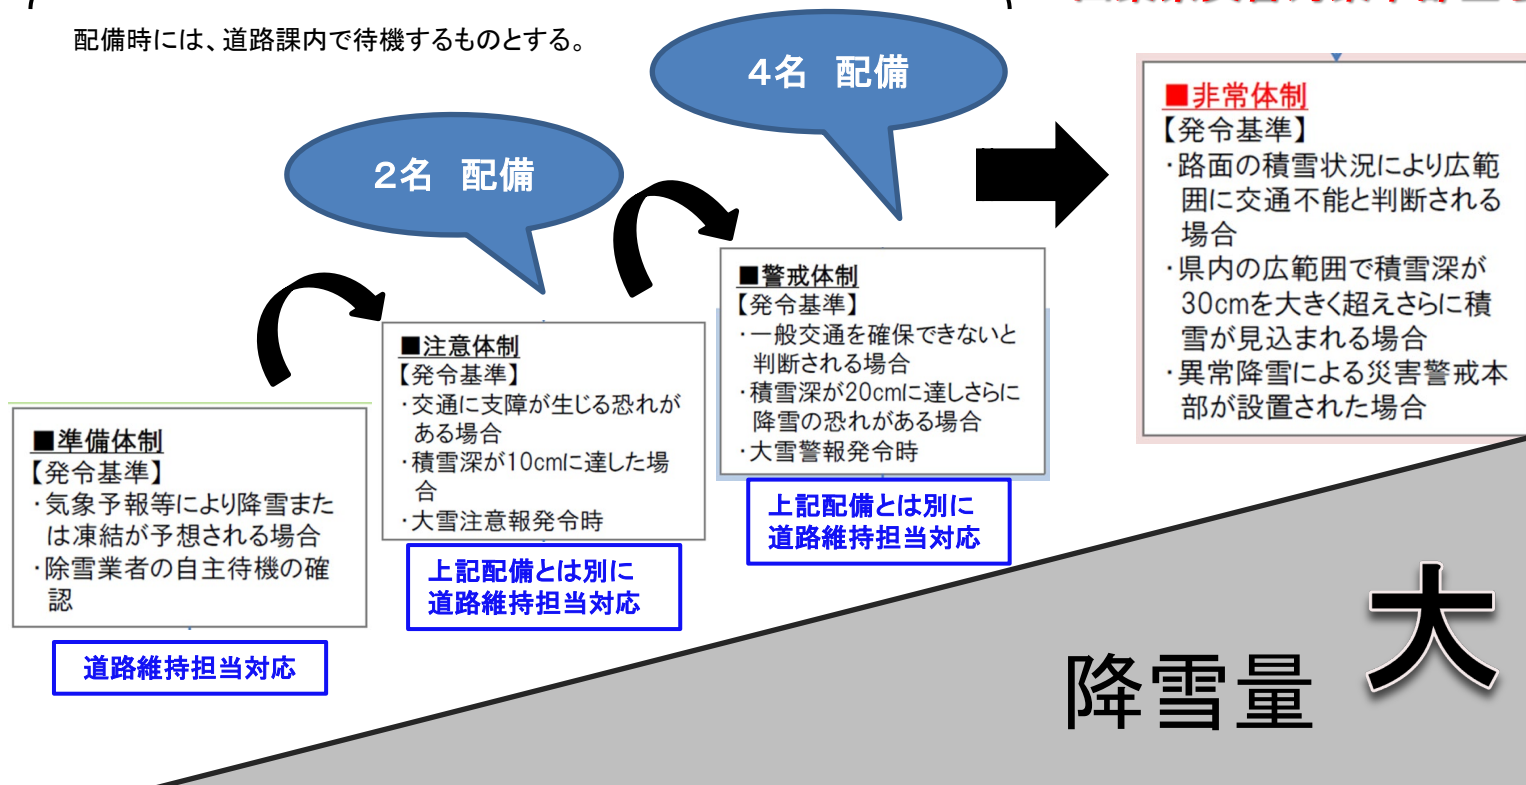 配備時には、道路課内で待機するものとする。
4名　配備
2名　配備
■非常体制
【発令基準】
・路面の積雪状況により広範
囲に交通不能と判断される
場合
・県内の広範囲で積雪深が
30cmを大きく超えさらに積
雪が見込まれる場合
・異常降雪による災害警戒本
部が設置された場合
■警戒体制
【発令基準】
・一般交通を確保できないと
判断される場合
・積雪深が20cmに達しさらに
降雪の恐れがある場合
・大雪警報発令時
上記配備とは別に
道路維持担当対応
■注意体制
【発令基準】
・交通に支障が生じる恐れが
ある場合
・積雪深が10cmに達した場
合
・大雪注意報発令時
上記配備とは別に
道路維持担当対応
■準備体制
【発令基準】
・気象予報等により降雪また
は凍結が予想される場合
・除雪業者の自主待機の確
認
道路維持担当対応
降雪量 大